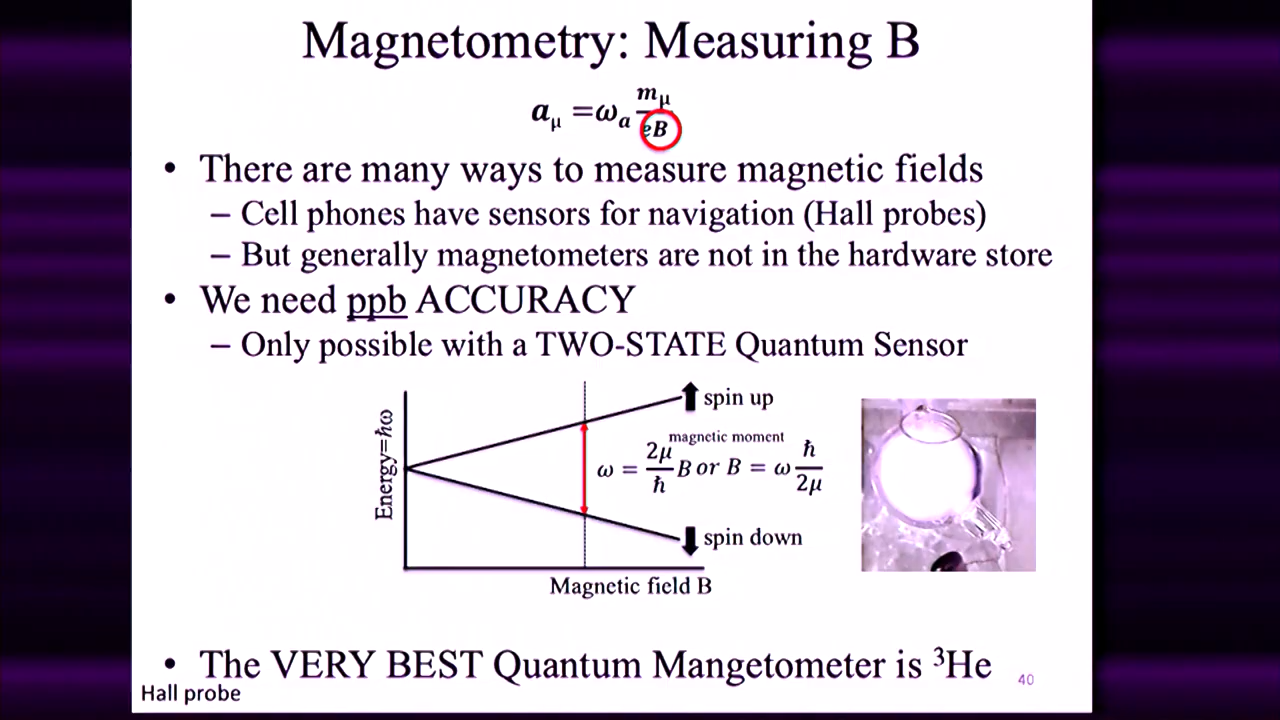 Magnetometry: Measuring B
aμ = ωa mμ / eB
• There are many ways to measure magnetic fields
– Cell phones have sensors for navigation (Hall probes)
– But generally magnetometers are not in the hardware store
• We need ppb ACCURACY
– Only possible with a TWO-STATE Quantum Sensor
Energy=ℏω
spin up
magnetic moment
ω = 2μ/ℏ B or B = ω ℏ/2μ
spin down
Magnetic field B
• The VERY BEST Quantum Mangetometer is ³He
Hall probe
40